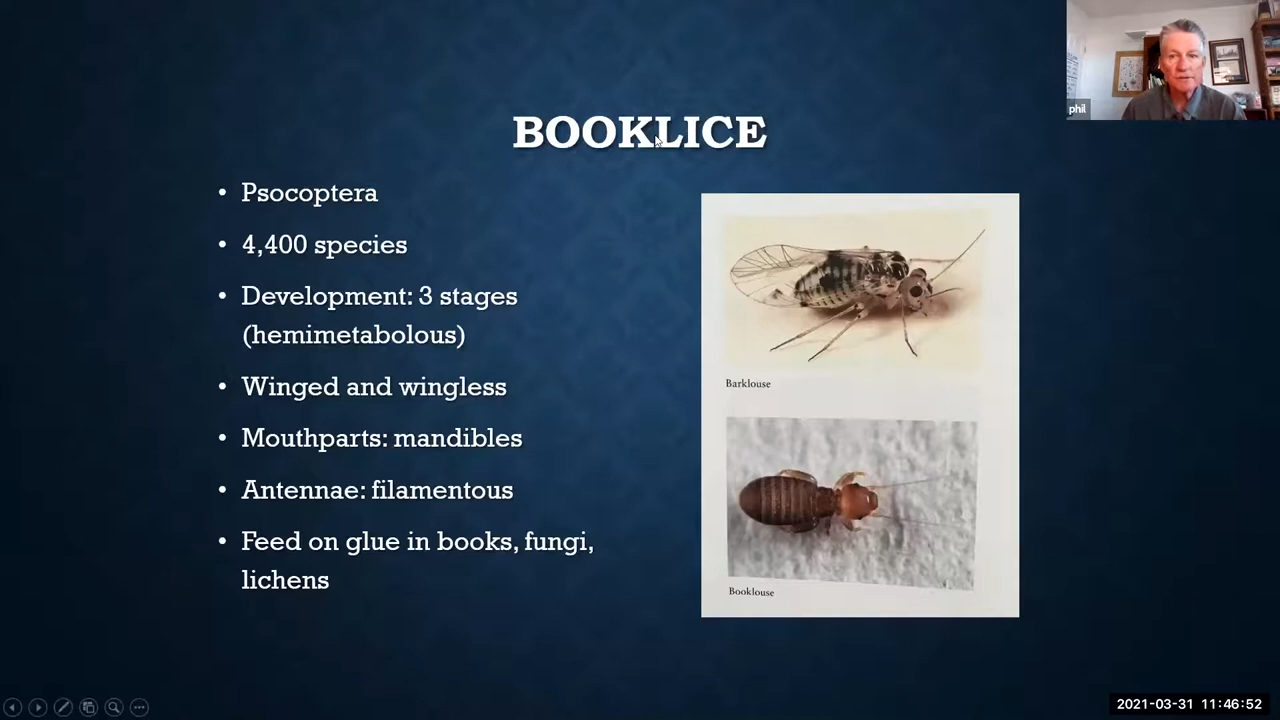 BOOKLICE
phil
• Psocoptera
• 4,400 species
• Development: 3 stages
(hemimetabolous)
• Winged and wingless
• Mouthparts: mandibles
• Antennae: filamentous
• Feed on glue in books, fungi,
lichens
Barklouse
Booklouse
2021-03-31 11:46:52